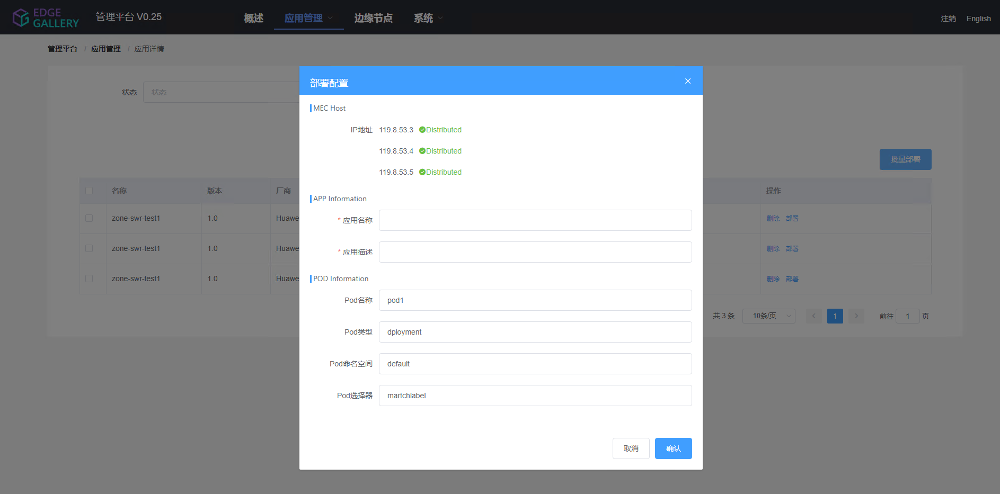 EDGE
GALLERY
管理平台 V0.25
概述 应用管理 边缘节点 系统
注销 English
管理平台 / 应用管理 / 应用详情
状态 状态
批量部署
名称 版本 厂商 操作
zone-swr-test1 1.0 Huawe 删除 部署
zone-swr-test1 1.0 Huawe 删除 部署
zone-swr-test1 1.0 Huawe 删除 部署
共 3 条 10条/页 1 前往 1 页
部署配置
MEC Host
IP地址 119.8.53.3 Distributed
119.8.53.4 Distributed
119.8.53.5 Distributed
APP Information
* 应用名称
* 应用描述
POD Information
Pod名称 pod1
Pod类型 dployment
Pod命名空间 default
Pod选择器 martchlabel
取消 确认